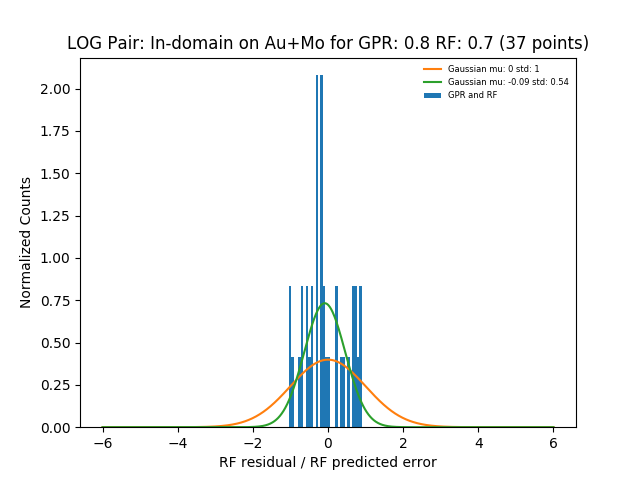 LOG Pair: In-domain on Au+Mo for GPR: 0.8 RF: 0.7 (37 points)
Gaussian mu: 0 std: 1
Gaussian mu: -0.09 std: 0.54
GPR and RF
Normalized Counts
2.00
1.75
1.50
1.25
1.00
0.75
0.50
0.25
0.00
−6 −4 −2 0 2 4 6
RF residual / RF predicted error